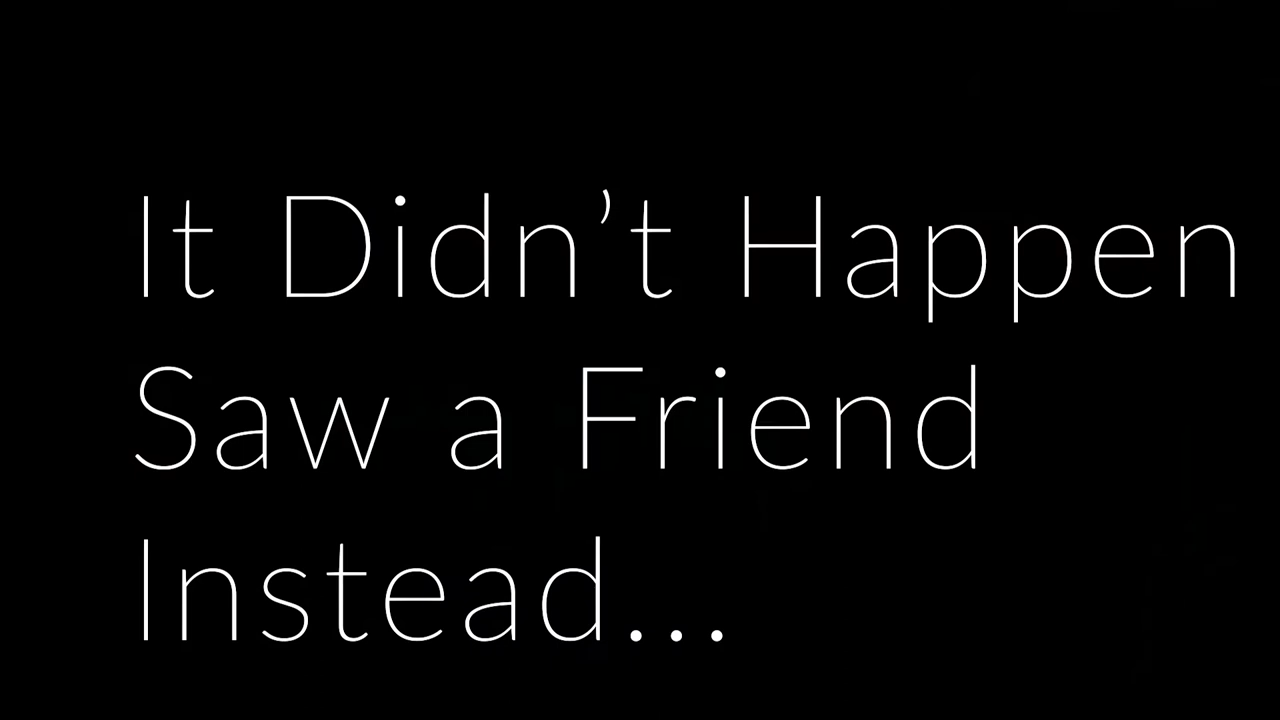 It Didn’t Happen
Saw a Friend
Instead...